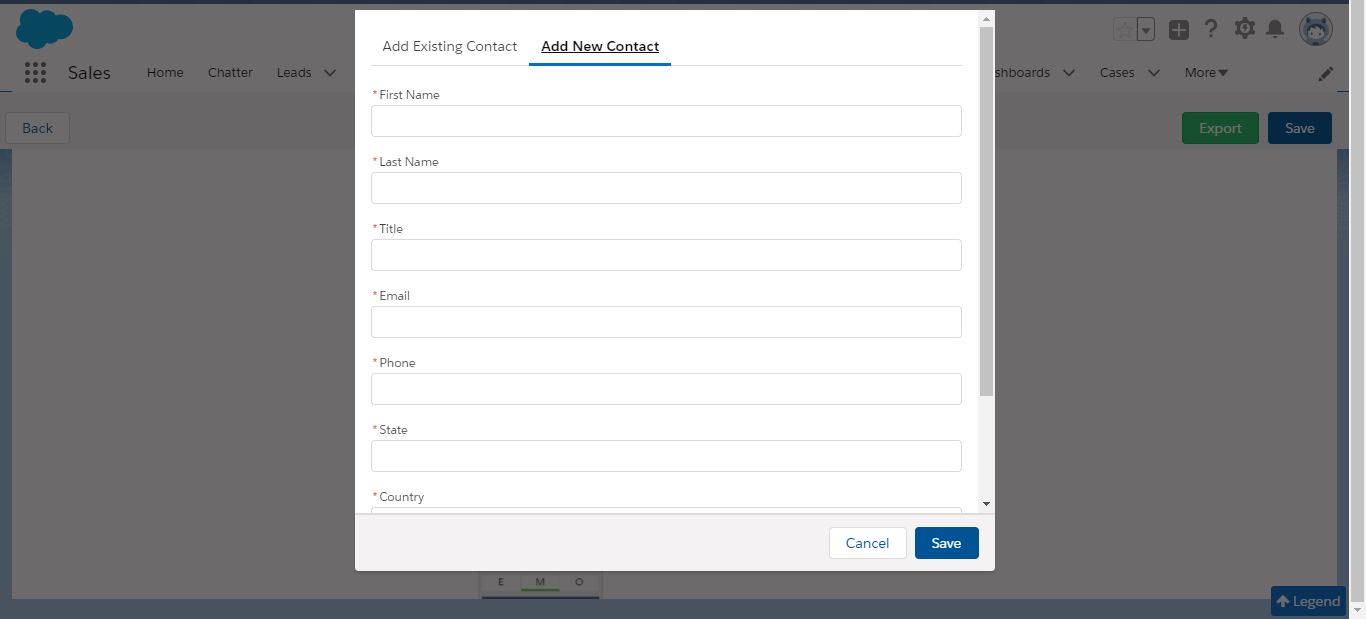 Add Existing Contact Add New Contact
Sales Home Chatter Leads shboards Cases More
Back Export Save
*First Name
*Last Name
*Title
*Email
*Phone
*State
*Country
Cancel Save
E M O
Legend